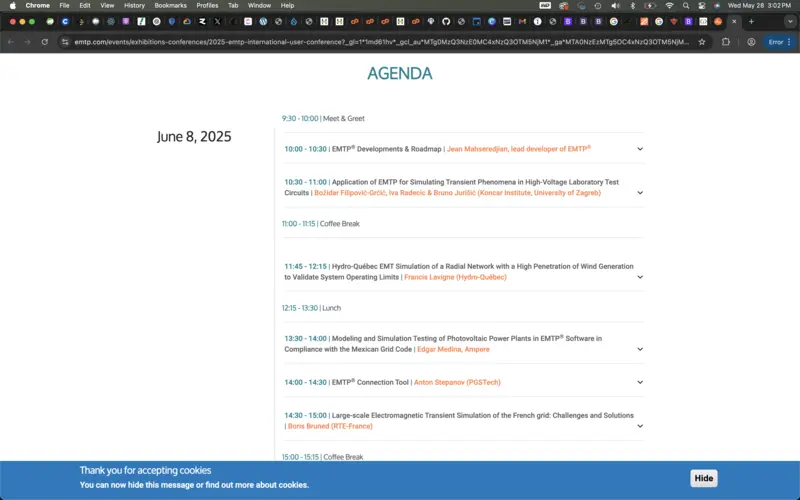 Chrome File Edit View History Bookmarks Profiles Tab Window Help
Wed May 28 3:02 PM
emtp.com/events/exhibitions-conferences/2025-emtp-international-user-conference?_gl=1*1md61hv*_gcl_au*MTg0MzQ3NzE0MC4xNzQ3OTM5NjM1*_ga*MTA0NzEzMTg5OC4xNzQ3OTM5NjM...
Error
AGENDA
June 8, 2025
9:30 - 10:00 | Meet & Greet
10:00 - 10:30 | EMTP® Developments & Roadmap | Jean Mahseredjian, lead developer of EMTP®
10:30 - 11:00 | Application of EMTP for Simulating Transient Phenomena in High-Voltage Laboratory Test
Circuits | Božidar Filipović-Grčić, Iva Radecic & Bruno Jurišić (Koncar Institute, University of Zagreb)
11:00 - 11:15 | Coffee Break
11:45 - 12:15 | Hydro-Québec EMT Simulation of a Radial Network with a High Penetration of Wind Generation
to Validate System Operating Limits | Francis Lavigne (Hydro-Québec)
12:15 - 13:30 | Lunch
13:30 - 14:00 | Modeling and Simulation Testing of Photovoltaic Power Plants in EMTP® Software in
Compliance with the Mexican Grid Code | Edgar Medina, Ampere
14:00 - 14:30 | EMTP® Connection Tool | Anton Stepanov (PGSTech)
14:30 - 15:00 | Large-scale Electromagnetic Transient Simulation of the French grid: Challenges and Solutions
| Boris Bruned (RTE-France)
15:00 - 15:15 | Coffee Break
Thank you for accepting cookies
You can now hide this message or find out more about cookies.
Hide